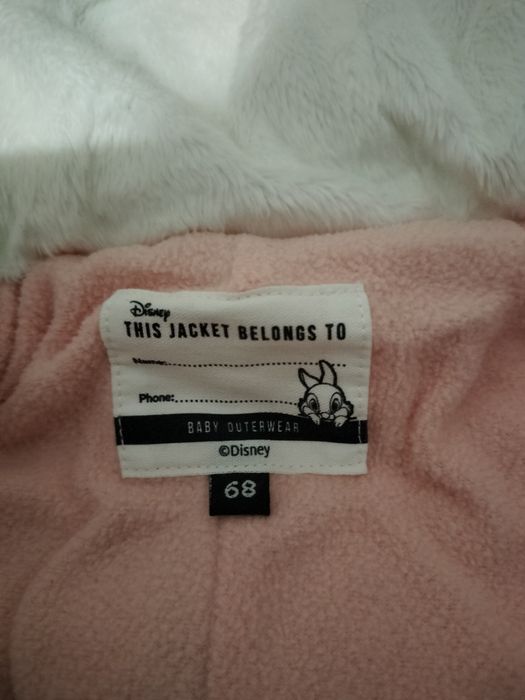 Disney
THIS JACKET BELONGS TO
Name:
Phone:
BABY OUTERWEAR
©Disney
68